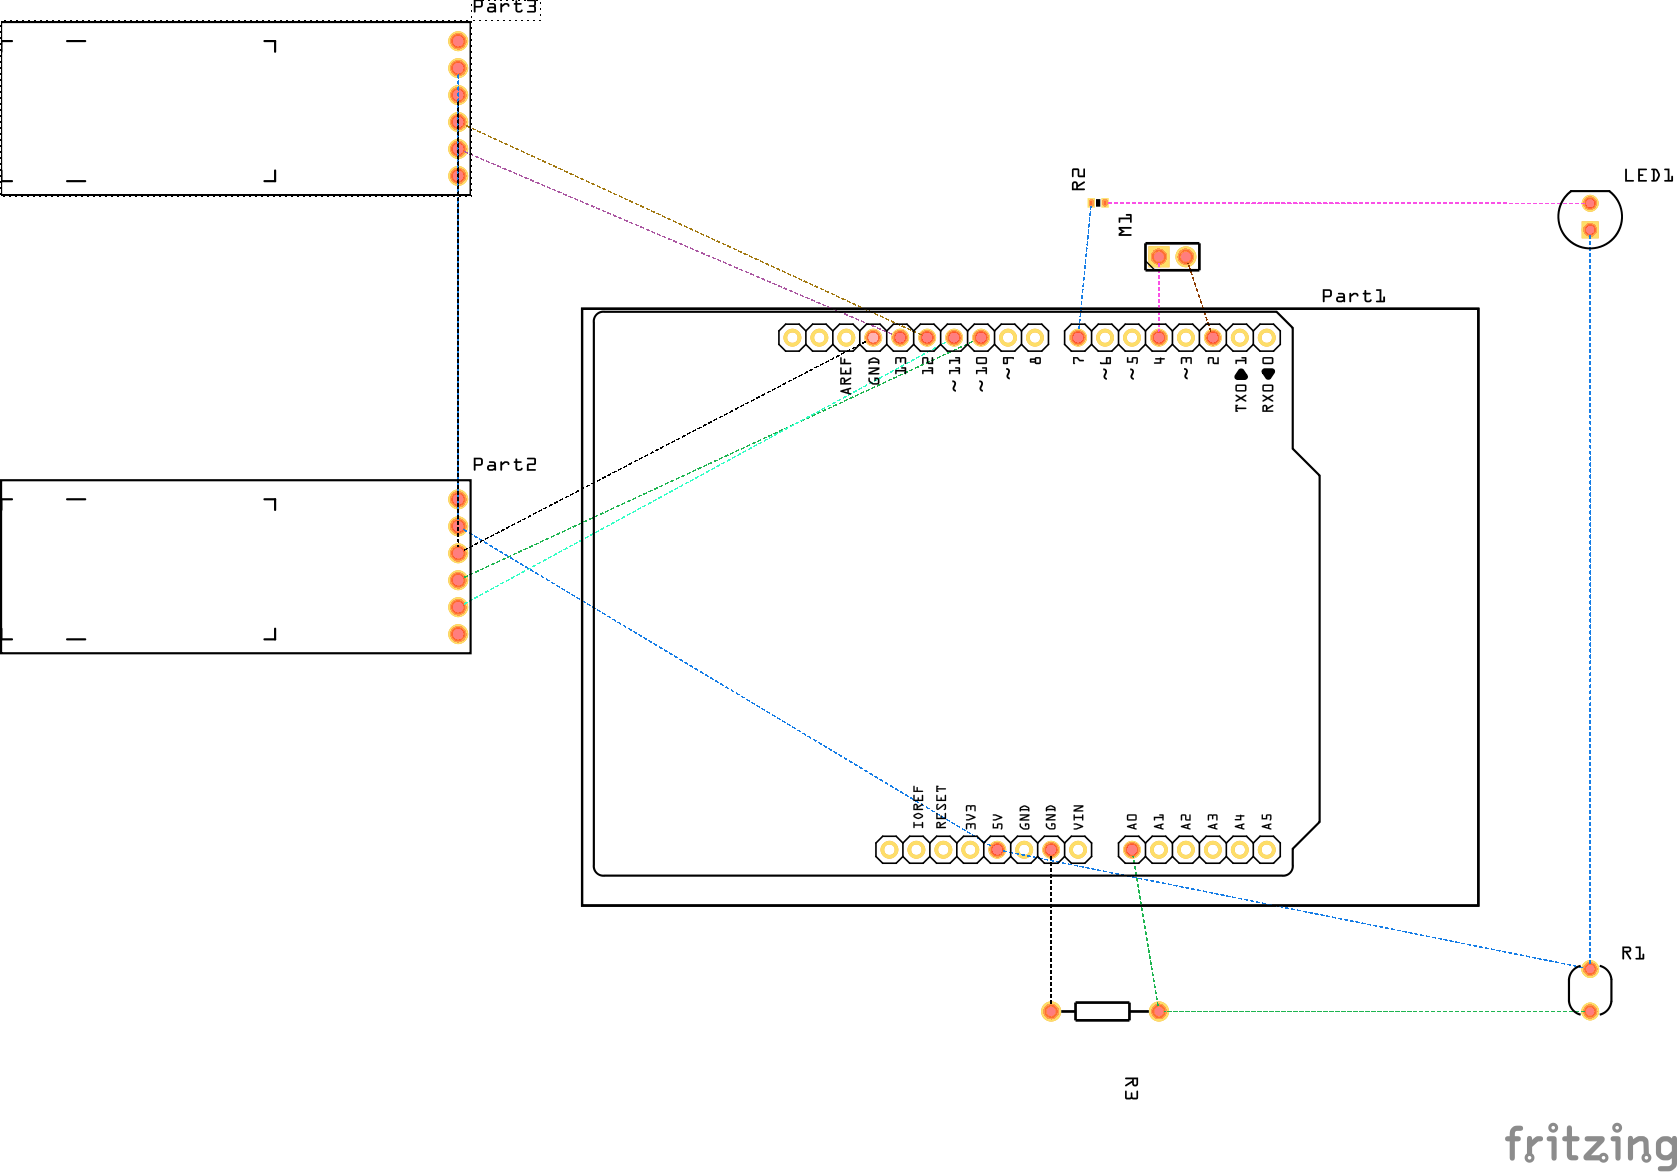 Part3
R2
M1
LED1
Part1
AREF
GND
13
12
~11
~10
~9
8
7
~6
~5
4
~3
2
TX0 1
RX0 0
Part2
IOREF
RESET
3V3
5V
GND
GND
VIN
A0
A1
A2
A3
A4
A5
R1
R3
fritzing